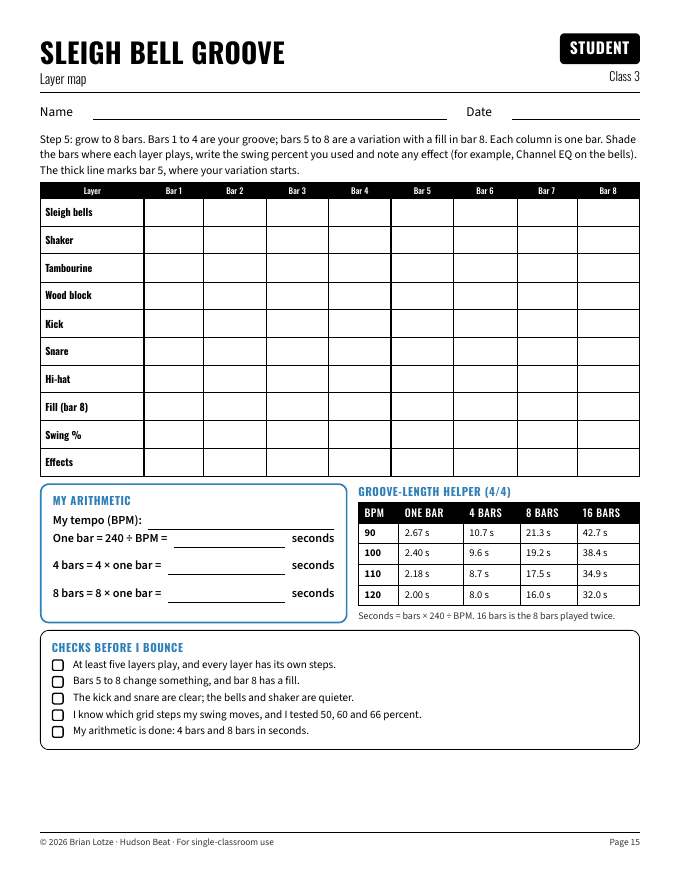 SLEIGH BELL GROOVE
STUDENT
Layer map
Class 3
Name
Date
Step 5: grow to 8 bars. Bars 1 to 4 are your groove; bars 5 to 8 are a variation with a fill in bar 8. Each column is one bar. Shade
the bars where each layer plays, write the swing percent you used and note any effect (for example, Channel EQ on the bells).
The thick line marks bar 5, where your variation starts.
Layer Bar 1 Bar 2 Bar 3 Bar 4 Bar 5 Bar 6 Bar 7 Bar 8
Sleigh bells
Shaker
Tambourine
Wood block
Kick
Snare
Hi-hat
Fill (bar 8)
Swing %
Effects
MY ARITHMETIC
My tempo (BPM):
One bar = 240 ÷ BPM = seconds
4 bars = 4 × one bar = seconds
8 bars = 8 × one bar = seconds
GROOVE-LENGTH HELPER (4/4)
BPM ONE BAR 4 BARS 8 BARS 16 BARS
90 2.67 s 10.7 s 21.3 s 42.7 s
100 2.40 s 9.6 s 19.2 s 38.4 s
110 2.18 s 8.7 s 17.5 s 34.9 s
120 2.00 s 8.0 s 16.0 s 32.0 s
Seconds = bars × 240 ÷ BPM. 16 bars is the 8 bars played twice.
CHECKS BEFORE I BOUNCE
At least five layers play, and every layer has its own steps.
Bars 5 to 8 change something, and bar 8 has a fill.
The kick and snare are clear; the bells and shaker are quieter.
I know which grid steps my swing moves, and I tested 50, 60 and 66 percent.
My arithmetic is done: 4 bars and 8 bars in seconds.
© 2026 Brian Lotze · Hudson Beat · For single-classroom use
Page 15